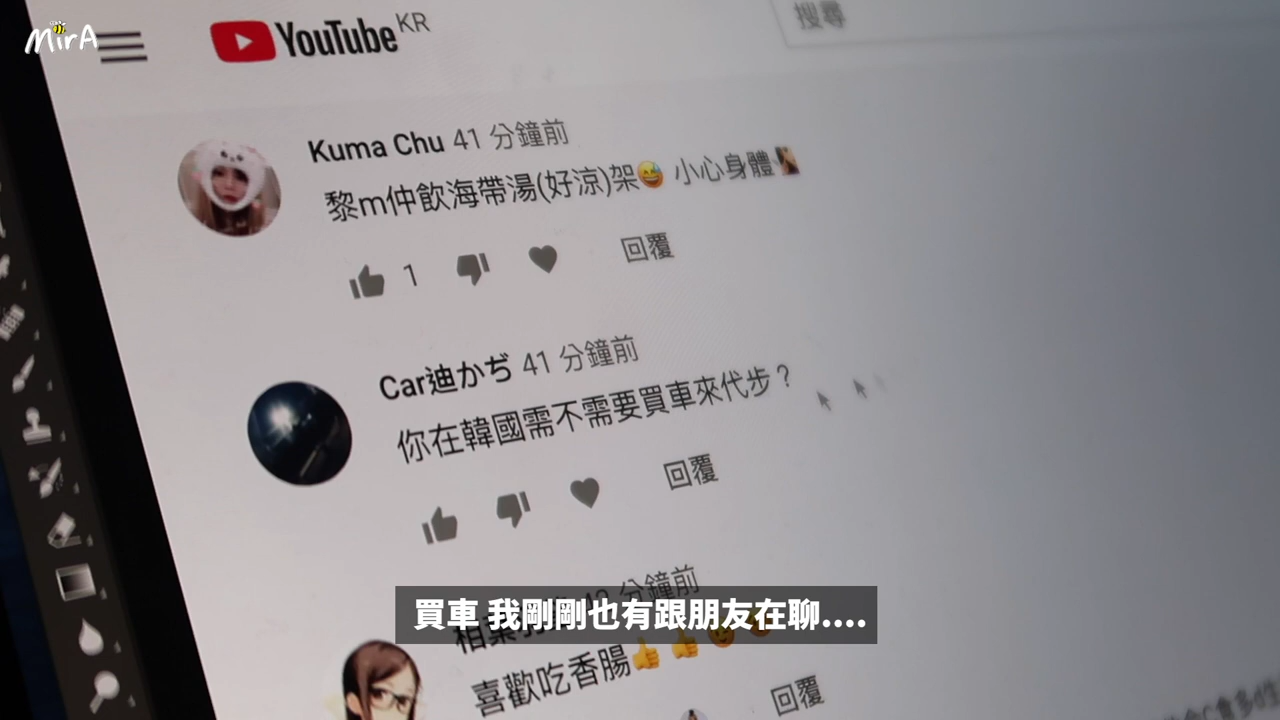 MirA
YouTube KR
搜尋
Kuma Chu 41 分鐘前
黎m仲飲海帶湯(好涼)架😅 小心身體
1
回覆
Car迪かぢ 41 分鐘前
你在韓國需不需要買車來代步？
回覆
分鐘前
買車 我剛剛也有跟朋友在聊....
喜歡吃香腸👍👍
回覆